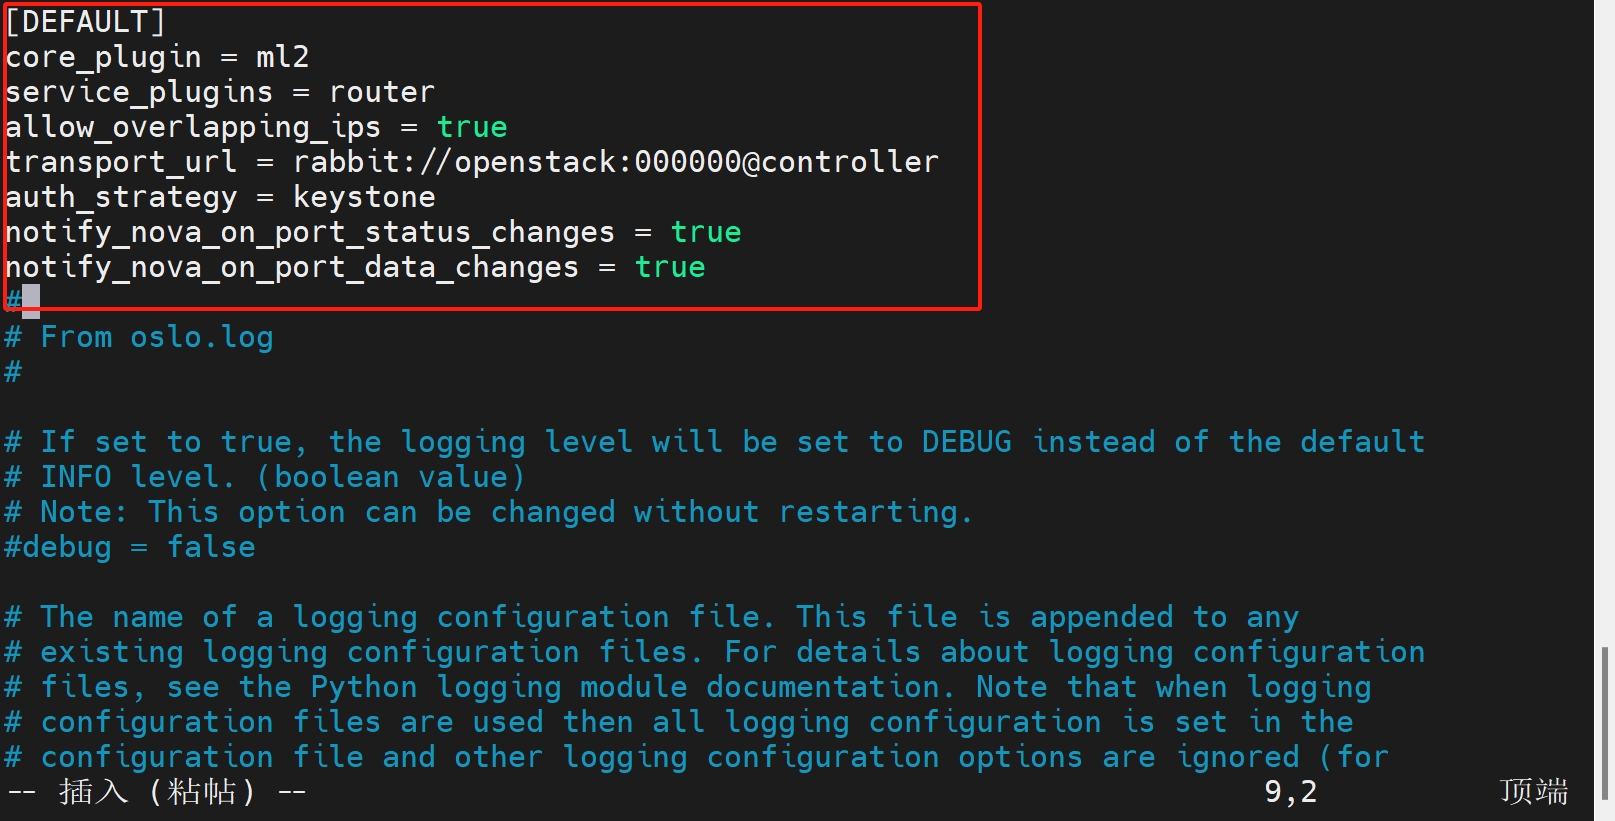 [DEFAULT]
core_plugin = ml2
service_plugins = router
allow_overlapping_ips = true
transport_url = rabbit://openstack:000000@controller
auth_strategy = keystone
notify_nova_on_port_status_changes = true
notify_nova_on_port_data_changes = true
#
# From oslo.log
#
# If set to true, the logging level will be set to DEBUG instead of the default
# INFO level. (boolean value)
# Note: This option can be changed without restarting.
#debug = false
# The name of a logging configuration file. This file is appended to any
# existing logging configuration files. For details about logging configuration
# files, see the Python logging module documentation. Note that when logging
# configuration files are used then all logging configuration is set in the
# configuration file and other logging configuration options are ignored (for
-- 插入 (粘帖) -- 9,2 顶端